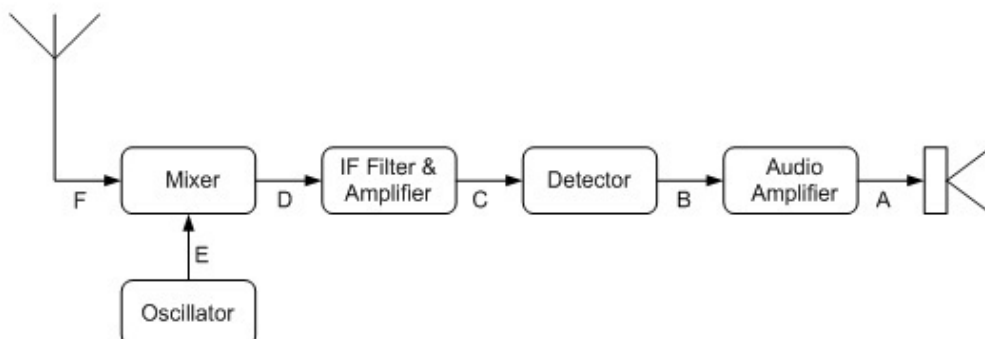 F
Mixer
D
IF Filter &
Amplifier
C
Detector
B
Audio
Amplifier
A
E
Oscillator